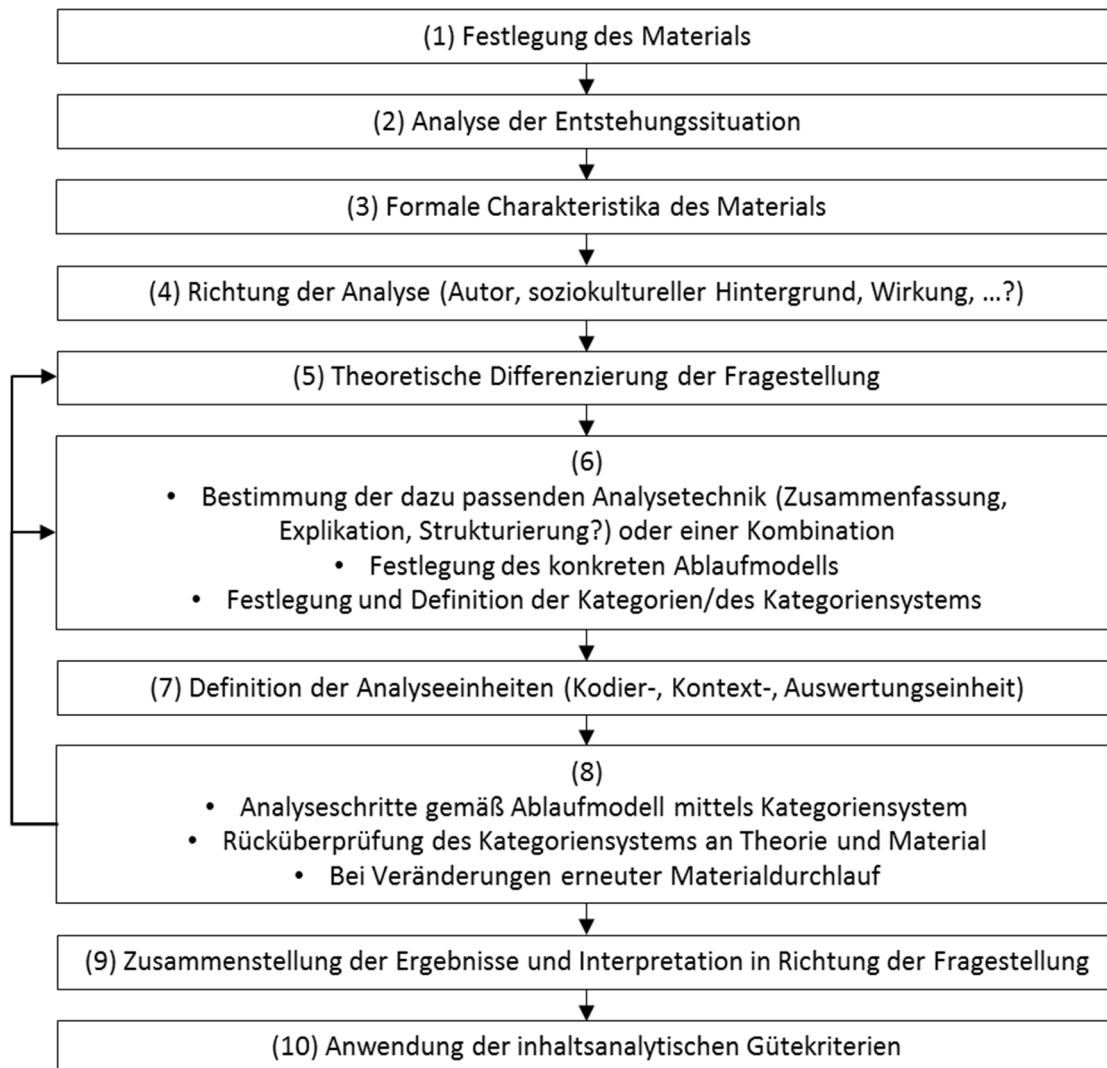 (1) Festlegung des Materials
(2) Analyse der Entstehungssituation
(3) Formale Charakteristika des Materials
(4) Richtung der Analyse (Autor, soziokultureller Hintergrund, Wirkung, …?)
(5) Theoretische Differenzierung der Fragestellung
(6)
• Bestimmung der dazu passenden Analysetechnik (Zusammenfassung,
Explikation, Strukturierung?) oder einer Kombination
• Festlegung des konkreten Ablaufmodells
• Festlegung und Definition der Kategorien/des Kategoriensystems
(7) Definition der Analyseeinheiten (Kodier-, Kontext-, Auswertungseinheit)
(8)
• Analyseschritte gemäß Ablaufmodell mittels Kategoriensystem
• Rücküberprüfung des Kategoriensystems an Theorie und Material
• Bei Veränderungen erneuter Materialdurchlauf
(9) Zusammenstellung der Ergebnisse und Interpretation in Richtung der Fragestellung
(10) Anwendung der inhaltsanalytischen Gütekriterien